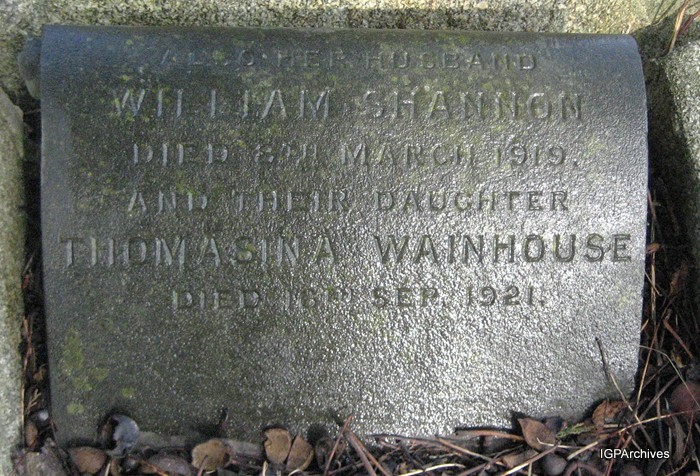 ALSO HER HUSBAND
WILLIAM SHANNON
DIED 8TH MARCH 1919.
AND THEIR DAUGHTER
THOMASINA WAINHOUSE
DIED 16TH SEP. 1921.
IGPArchives